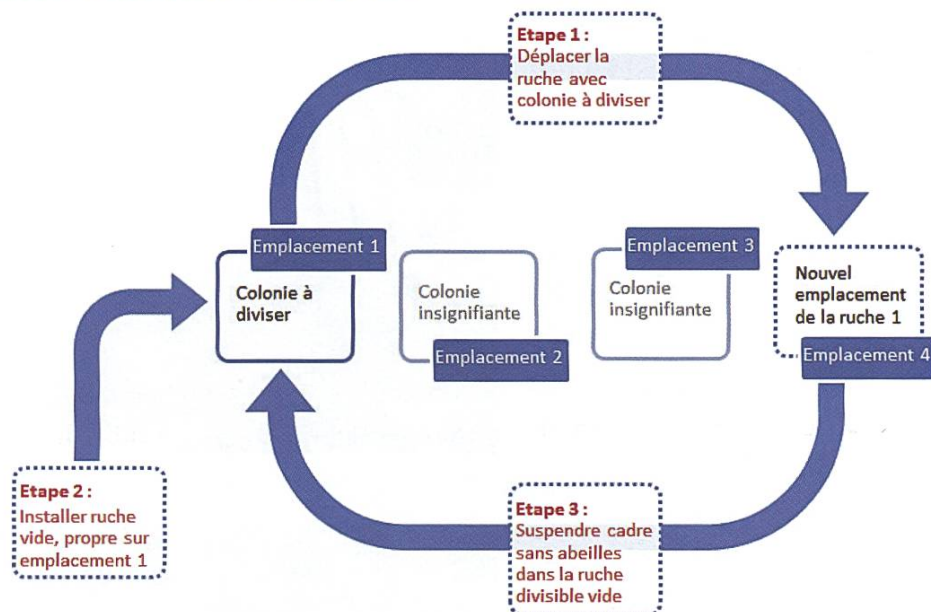 Etape 1 :
Déplacer la
ruche avec
colonie à diviser
Emplacement 1
Colonie à
diviser
Colonie
insignifiante
Emplacement 2
Emplacement 3
Colonie
insignifiante
Nouvel
emplacement
de la ruche 1
Emplacement 4
Etape 2 :
Installer ruche
vide, propre sur
emplacement 1
Etape 3 :
Suspendre cadre
sans abeilles
dans la ruche
divisible vide